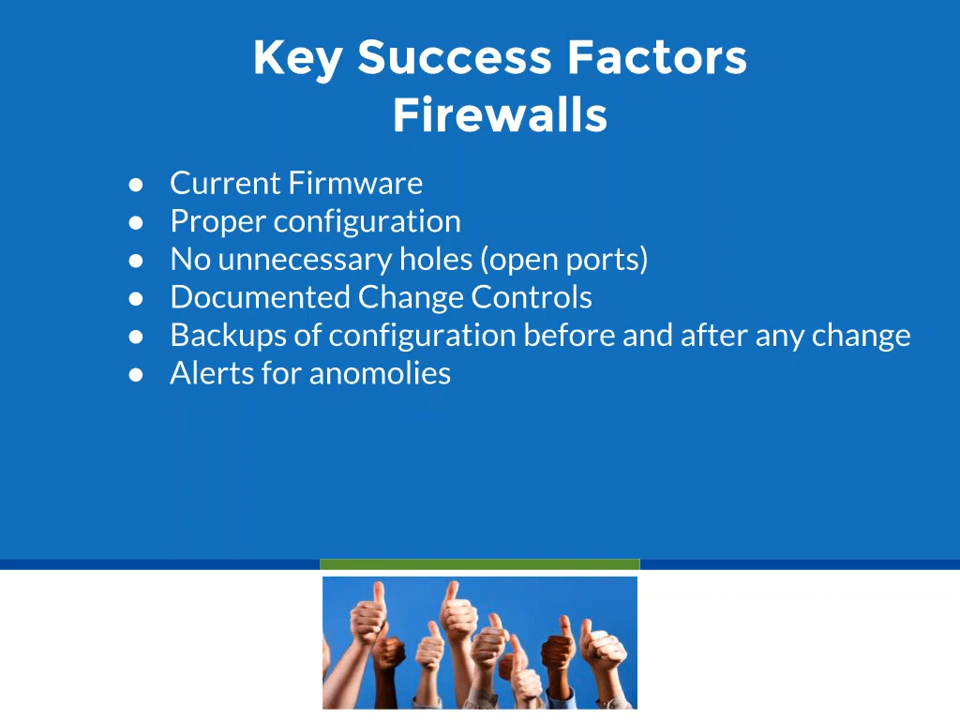 Key Success Factors
Firewalls
● Current Firmware
● Proper configuration
● No unnecessary holes (open ports)
● Documented Change Controls
● Backups of configuration before and after any change
● Alerts for anomolies